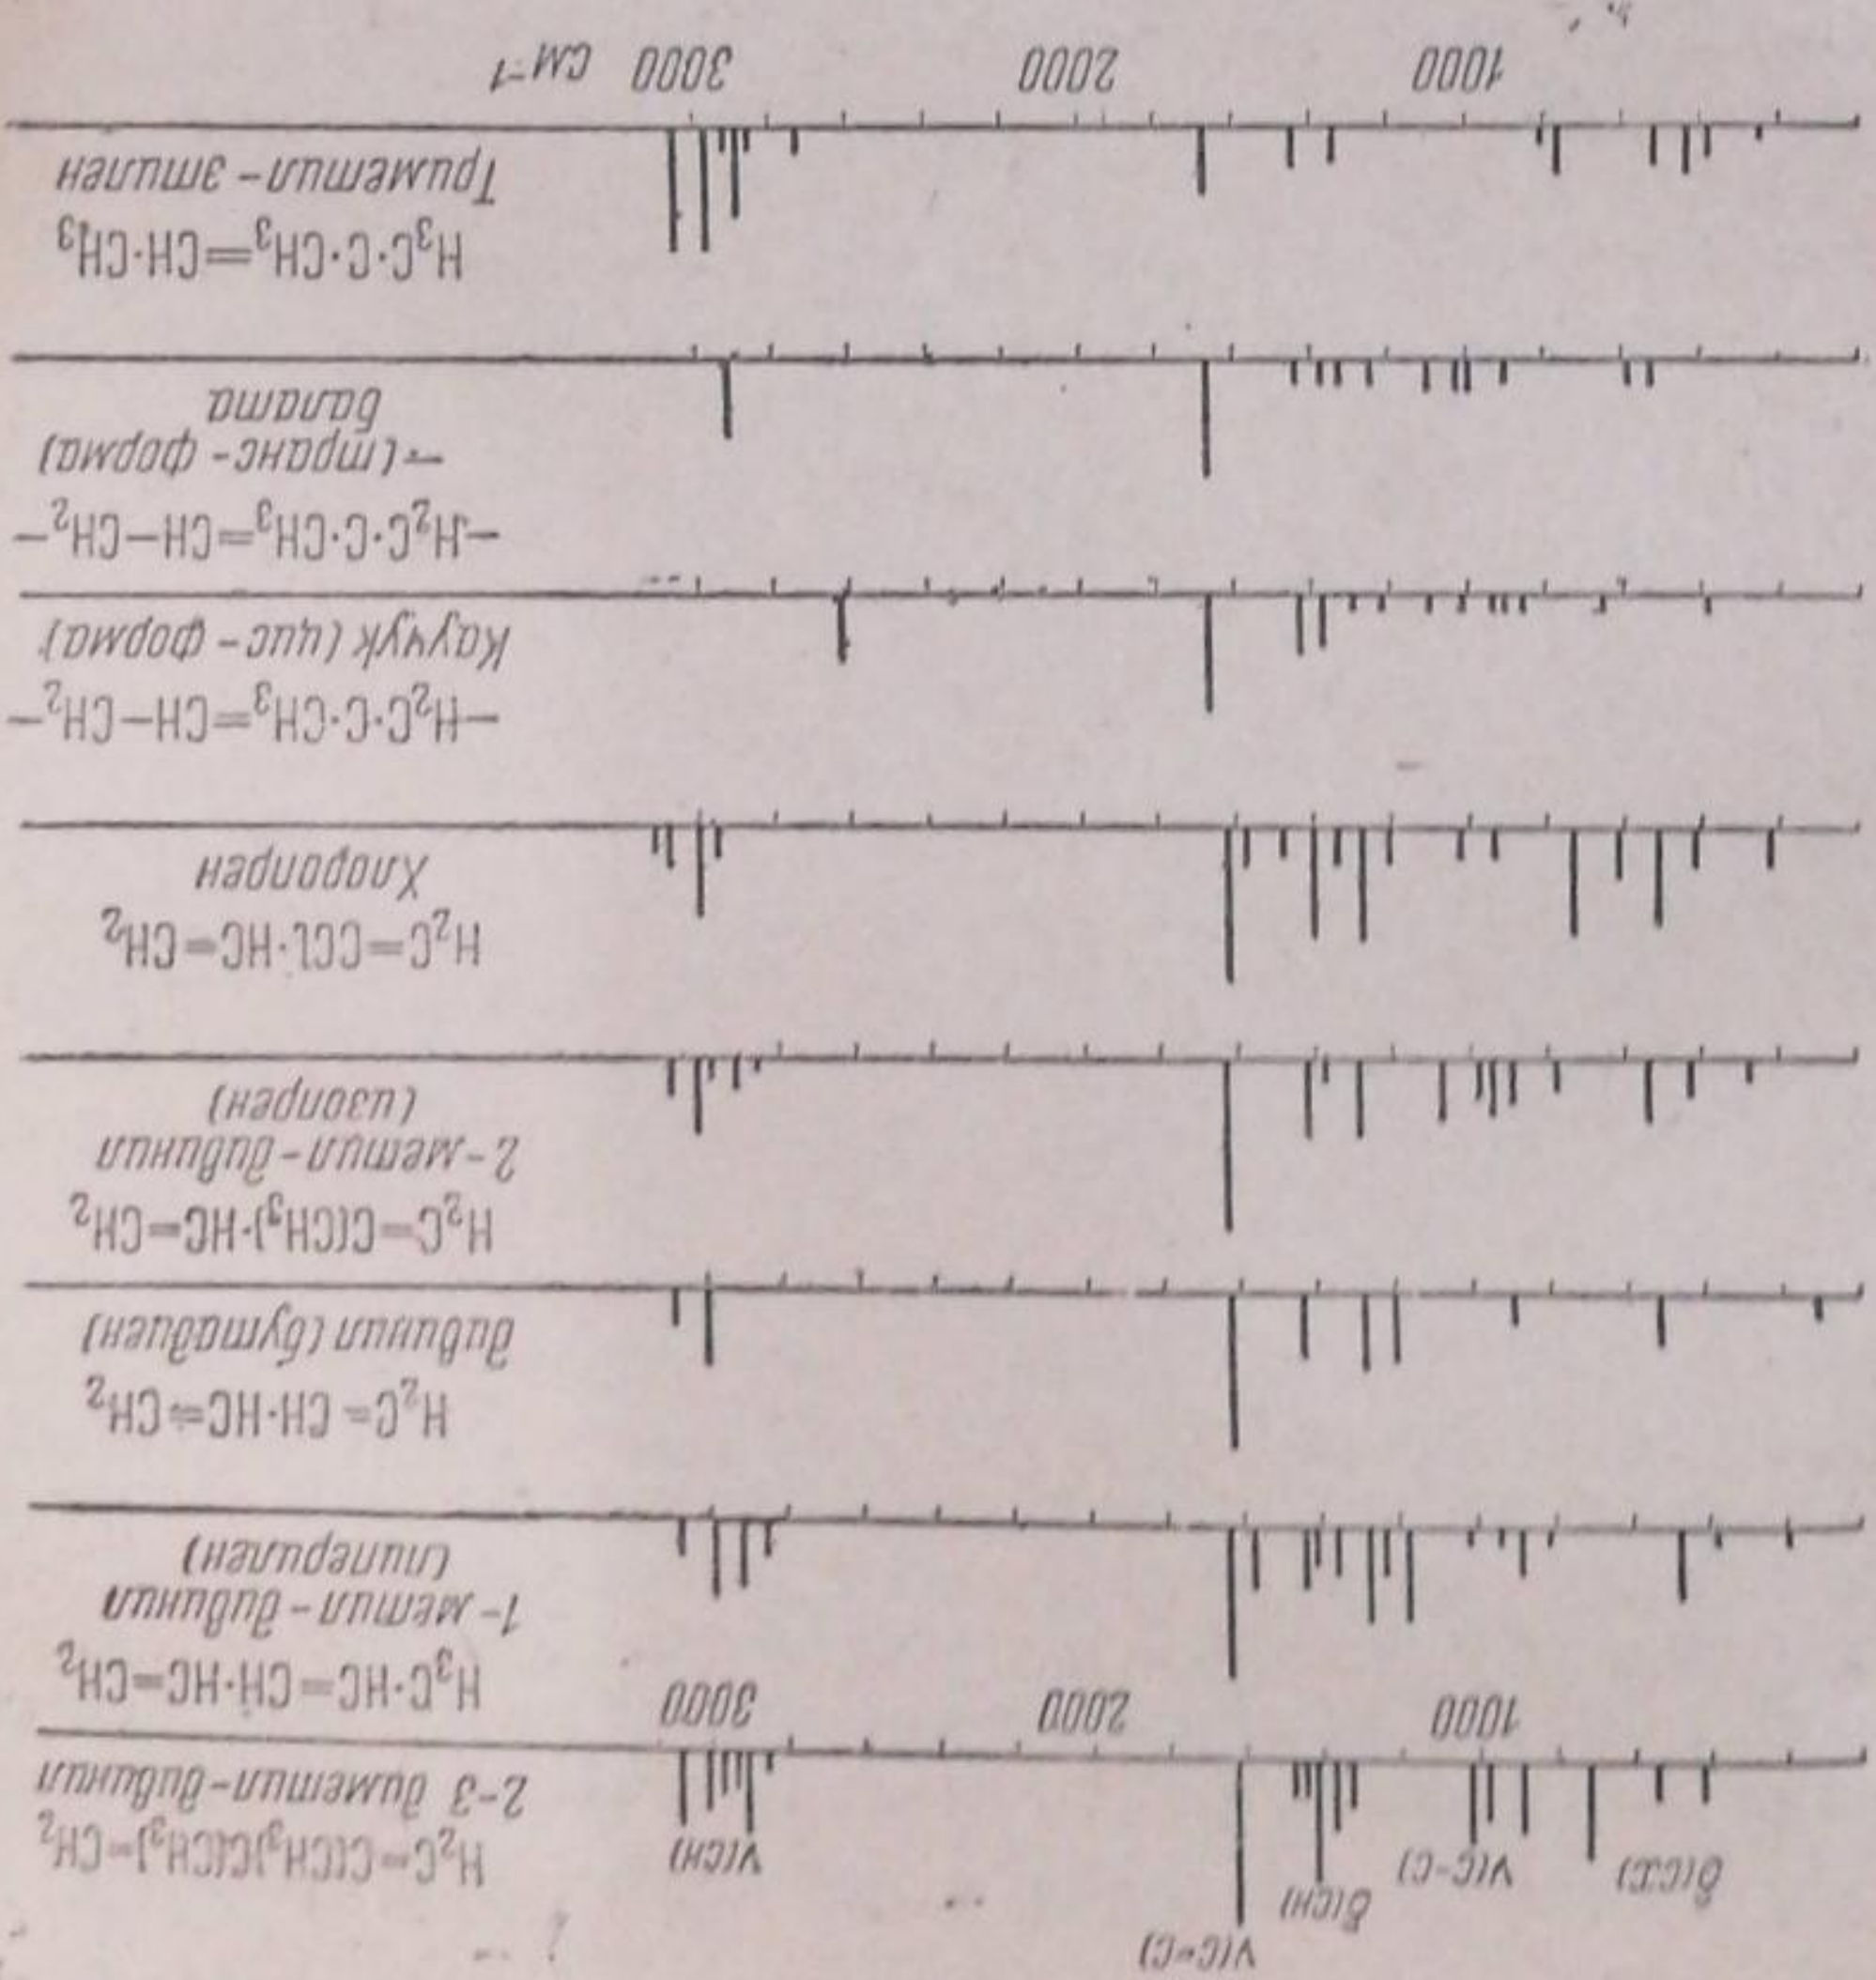 ν(C=C)
δ(CH)
δ(CX) ν(C-C) ν(CH) H₂C=C(CH₃)C(CH₃)=CH₂
2-3 диметил-дивинил
1000 2000 3000
H₃C·HC=CH·HC=CH₂
1-метил-дивинил
(пиперилен)
H₂C=CH·HC=CH₂
дивинил (бутадиен)
H₂C=C(CH₃)·HC=CH₂
2-метил-дивинил
(изопрен)
H₂C=CCl·HC=CH₂
Хлоропрен
—H₂C·C·CH₃=CH—CH₂—
Каучук (цис-форма)
—H₂C·C·CH₃=CH—CH₂—
—(транс-форма)
балата
H₃C·C·CH₃=CH·CH₃
Триметил-этилен
1000 2000 3000 см⁻¹